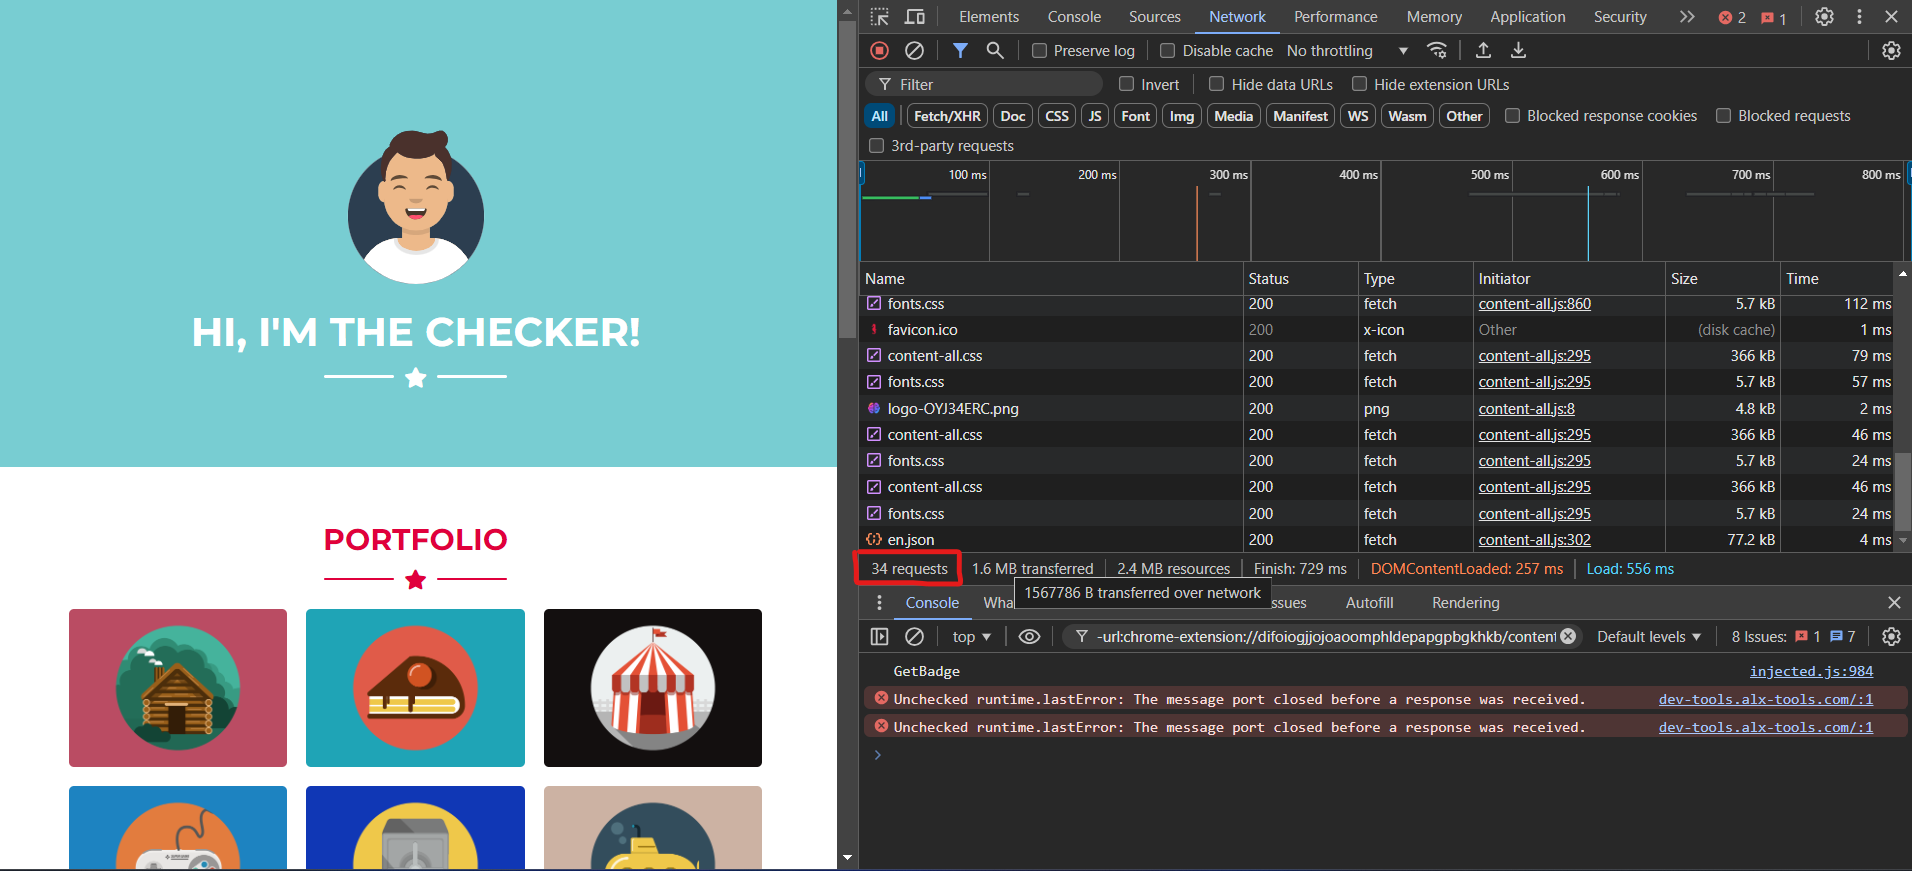 HI, I'M THE CHECKER!
PORTFOLIO
Elements Console Sources Network Performance Memory Application Security 2 1
Preserve log Disable cache No throttling
Filter Invert Hide data URLs Hide extension URLs
All Fetch/XHR Doc CSS JS Font Img Media Manifest WS Wasm Other Blocked response cookies Blocked requests
3rd-party requests
100 ms 200 ms 300 ms 400 ms 500 ms 600 ms 700 ms 800 ms
Name Status Type Initiator Size Time
fonts.css 200 fetch content-all.js:860 5.7 kB 112 ms
favicon.ico 200 x-icon Other (disk cache) 1 ms
content-all.css 200 fetch content-all.js:295 366 kB 79 ms
fonts.css 200 fetch content-all.js:295 5.7 kB 57 ms
logo-OYJ34ERC.png 200 png content-all.js:8 4.8 kB 2 ms
content-all.css 200 fetch content-all.js:295 366 kB 46 ms
fonts.css 200 fetch content-all.js:295 5.7 kB 24 ms
content-all.css 200 fetch content-all.js:295 366 kB 46 ms
fonts.css 200 fetch content-all.js:295 5.7 kB 24 ms
en.json 200 fetch content-all.js:302 77.2 kB 4 ms
34 requests 1.6 MB transferred 2.4 MB resources Finish: 729 ms DOMContentLoaded: 257 ms Load: 556 ms
1567786 B transferred over network
Console Wha ssues Autofill Rendering
top -url:chrome-extension://difoiogjjojoaoomphldepapgpbgkhkb/content Default levels 8 Issues: 1 7
GetBadge injected.js:984
Unchecked runtime.lastError: The message port closed before a response was received. dev-tools.alx-tools.com/:1
Unchecked runtime.lastError: The message port closed before a response was received. dev-tools.alx-tools.com/:1